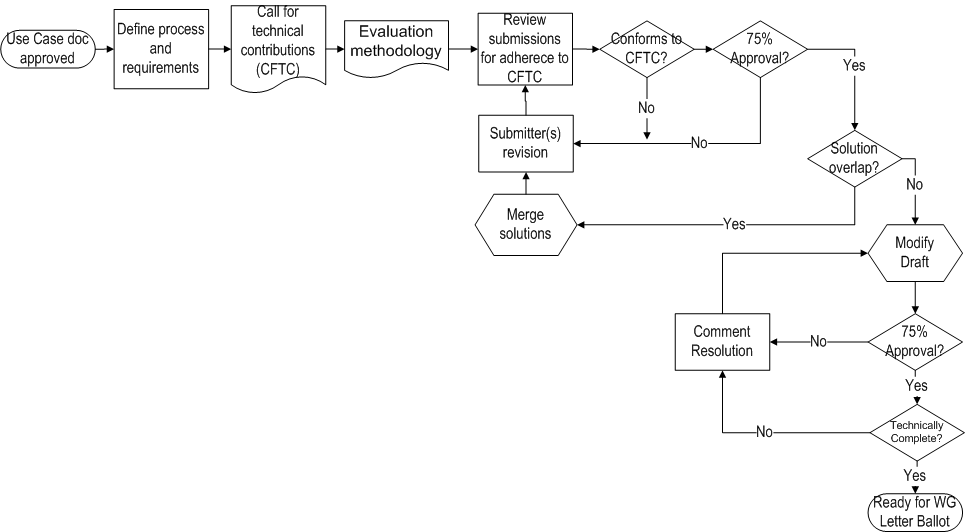 Use Case doc
approved
Define process
and
requirements
Call for
technical
contributions
(CFTC)
Evaluation
methodology
Review
submissions
for adherece to
CFTC
Conforms to
CFTC?
75%
Approval?
Yes
No
No
Submitter(s)
revision
Solution
overlap?
No
Merge
solutions
Yes
Modify
Draft
Comment
Resolution
No
75%
Approval?
Yes
No
Technically
Complete?
Yes
Ready for WG
Letter Ballot